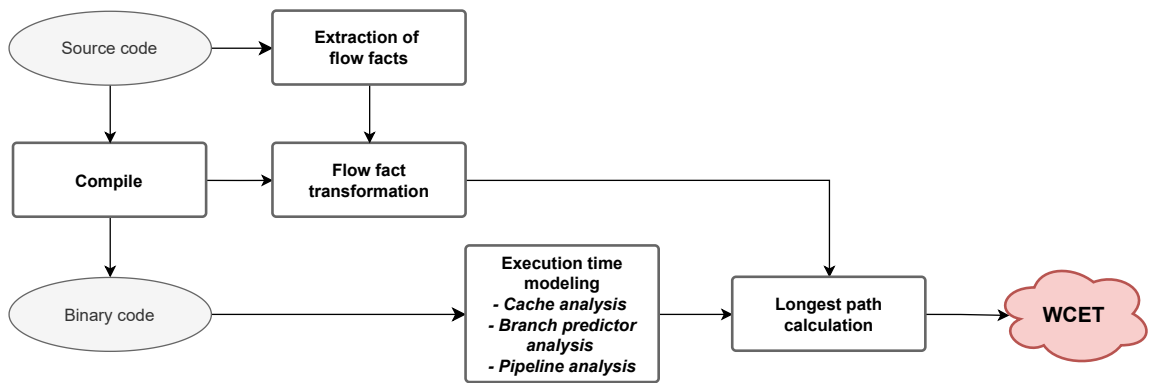 Source code
Extraction of
flow facts
Compile
Flow fact
transformation
Binary code
Execution time
modeling
- Cache analysis
- Branch predictor
analysis
- Pipeline analysis
Longest path
calculation
WCET